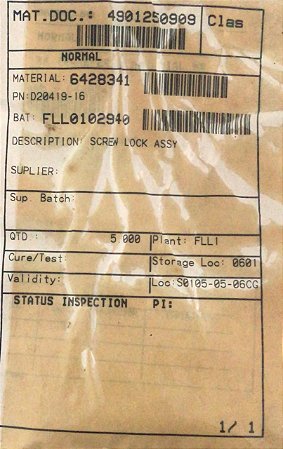 MAT.DOC.: 4901250909 Clas
NORMAL
MATERIAL: 6428341
PN: D20419-16
BAT: FLL0102940
DESCRIPTION: SCREW LOCK ASSY
SUPLIER:
Sup. Batch:
QTD : 5 000 Plant: FLL1
Cure/Test: Storage Loc: 0601
Validity: Loc: S0105-05-06CG
STATUS INSPECTION PI:
1/ 1